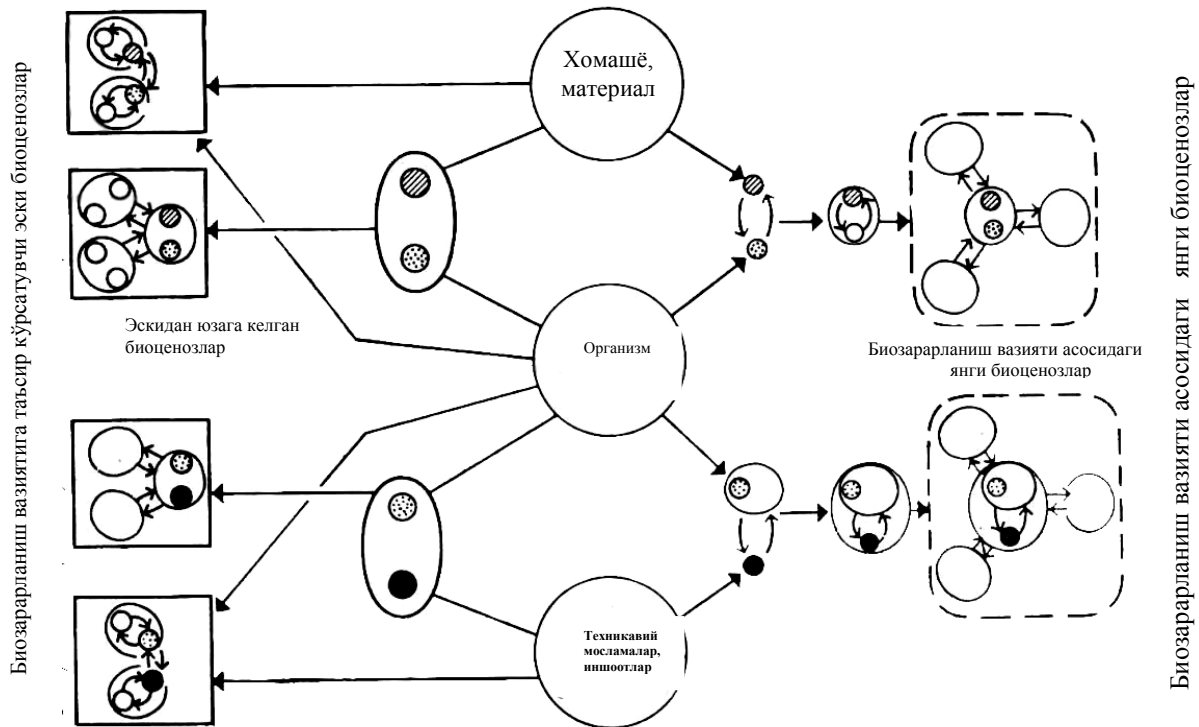 Биозарарланиш вазиятига таъсир кўрсатувчи эски биоценозлар
Хомашё,
материал
Эскидан юзага келган
биоценозлар
Организм
Биозарарланиш вазияти асосидаги
янги биоценозлар
Техникавий
мосламалар,
иншоотлар
Биозарарланиш вазияти асосидаги янги биоценозлар